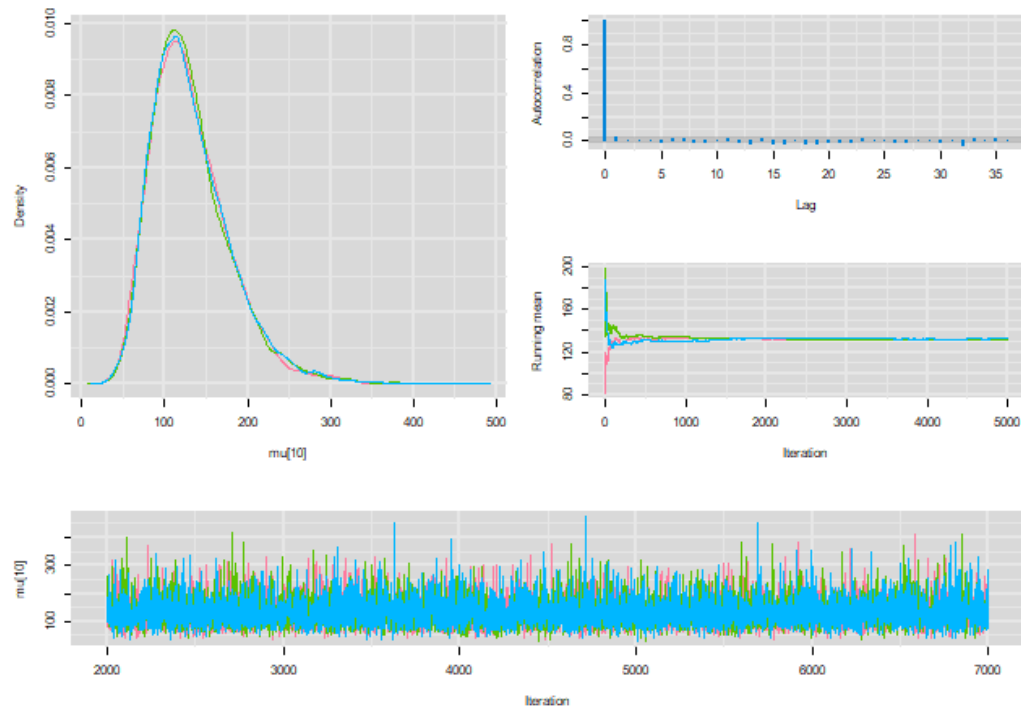 Density
0.000 0.002 0.004 0.006 0.008 0.010
0 100 200 300 400 500
mu[10]
Autocorrelation
0.0 0.4 0.8
0 5 10 15 20 25 30 35
Lag
Running mean
80 120 160 200
0 1000 2000 3000 4000 5000
Iteration
mu[10]
100 300
2000 3000 4000 5000 6000 7000
Iteration